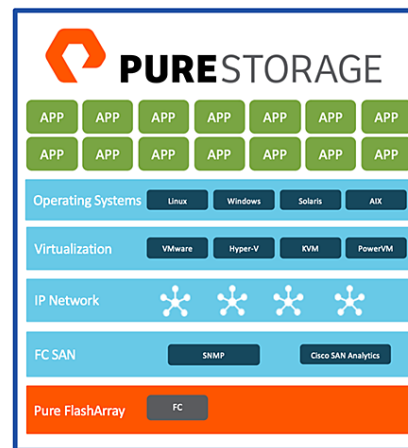 PURESTORAGE
APP APP APP APP APP APP APP
APP APP APP APP APP APP APP
Operating Systems Linux Windows Solaris AIX
Virtualization VMware Hyper-V KVM PowerVM
IP Network
FC SAN SNMP Cisco SAN Analytics
Pure FlashArray FC